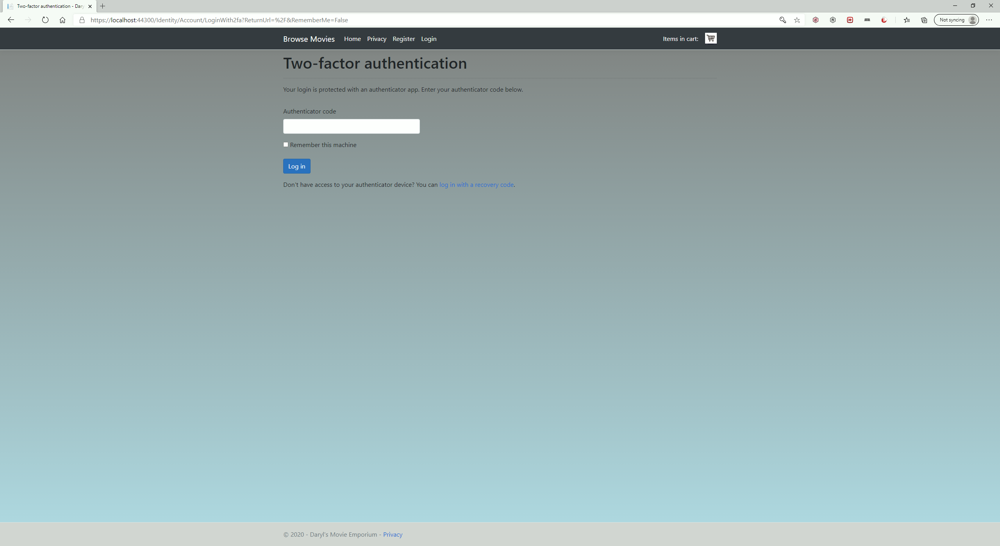 Two-factor authentication - Dary
https://localhost:44300/Identity/Account/LoginWith2fa?ReturnUrl=%2F&RememberMe=False
Not syncing
Browse Movies Home Privacy Register Login Items in cart:
Two-factor authentication
Your login is protected with an authenticator app. Enter your authenticator code below.
Authenticator code
Remember this machine
Log in
Don't have access to your authenticator device? You can log in with a recovery code.
© 2020 - Daryl's Movie Emporium - Privacy